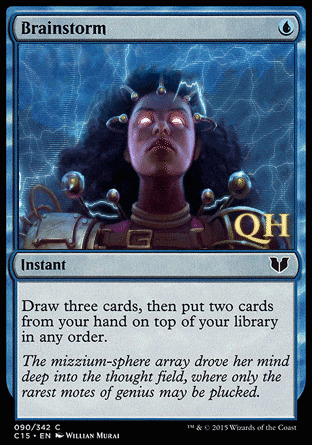 Brainstorm
QH
Instant
Draw three cards, then put two cards
from your hand on top of your library
in any order.
The mizzium-sphere array drove her mind
deep into the thought field, where only the
rarest motes of genius may be plucked.
090/342 C
C15 • EN Willian Murai
™ & © 2015 Wizards of the Coast